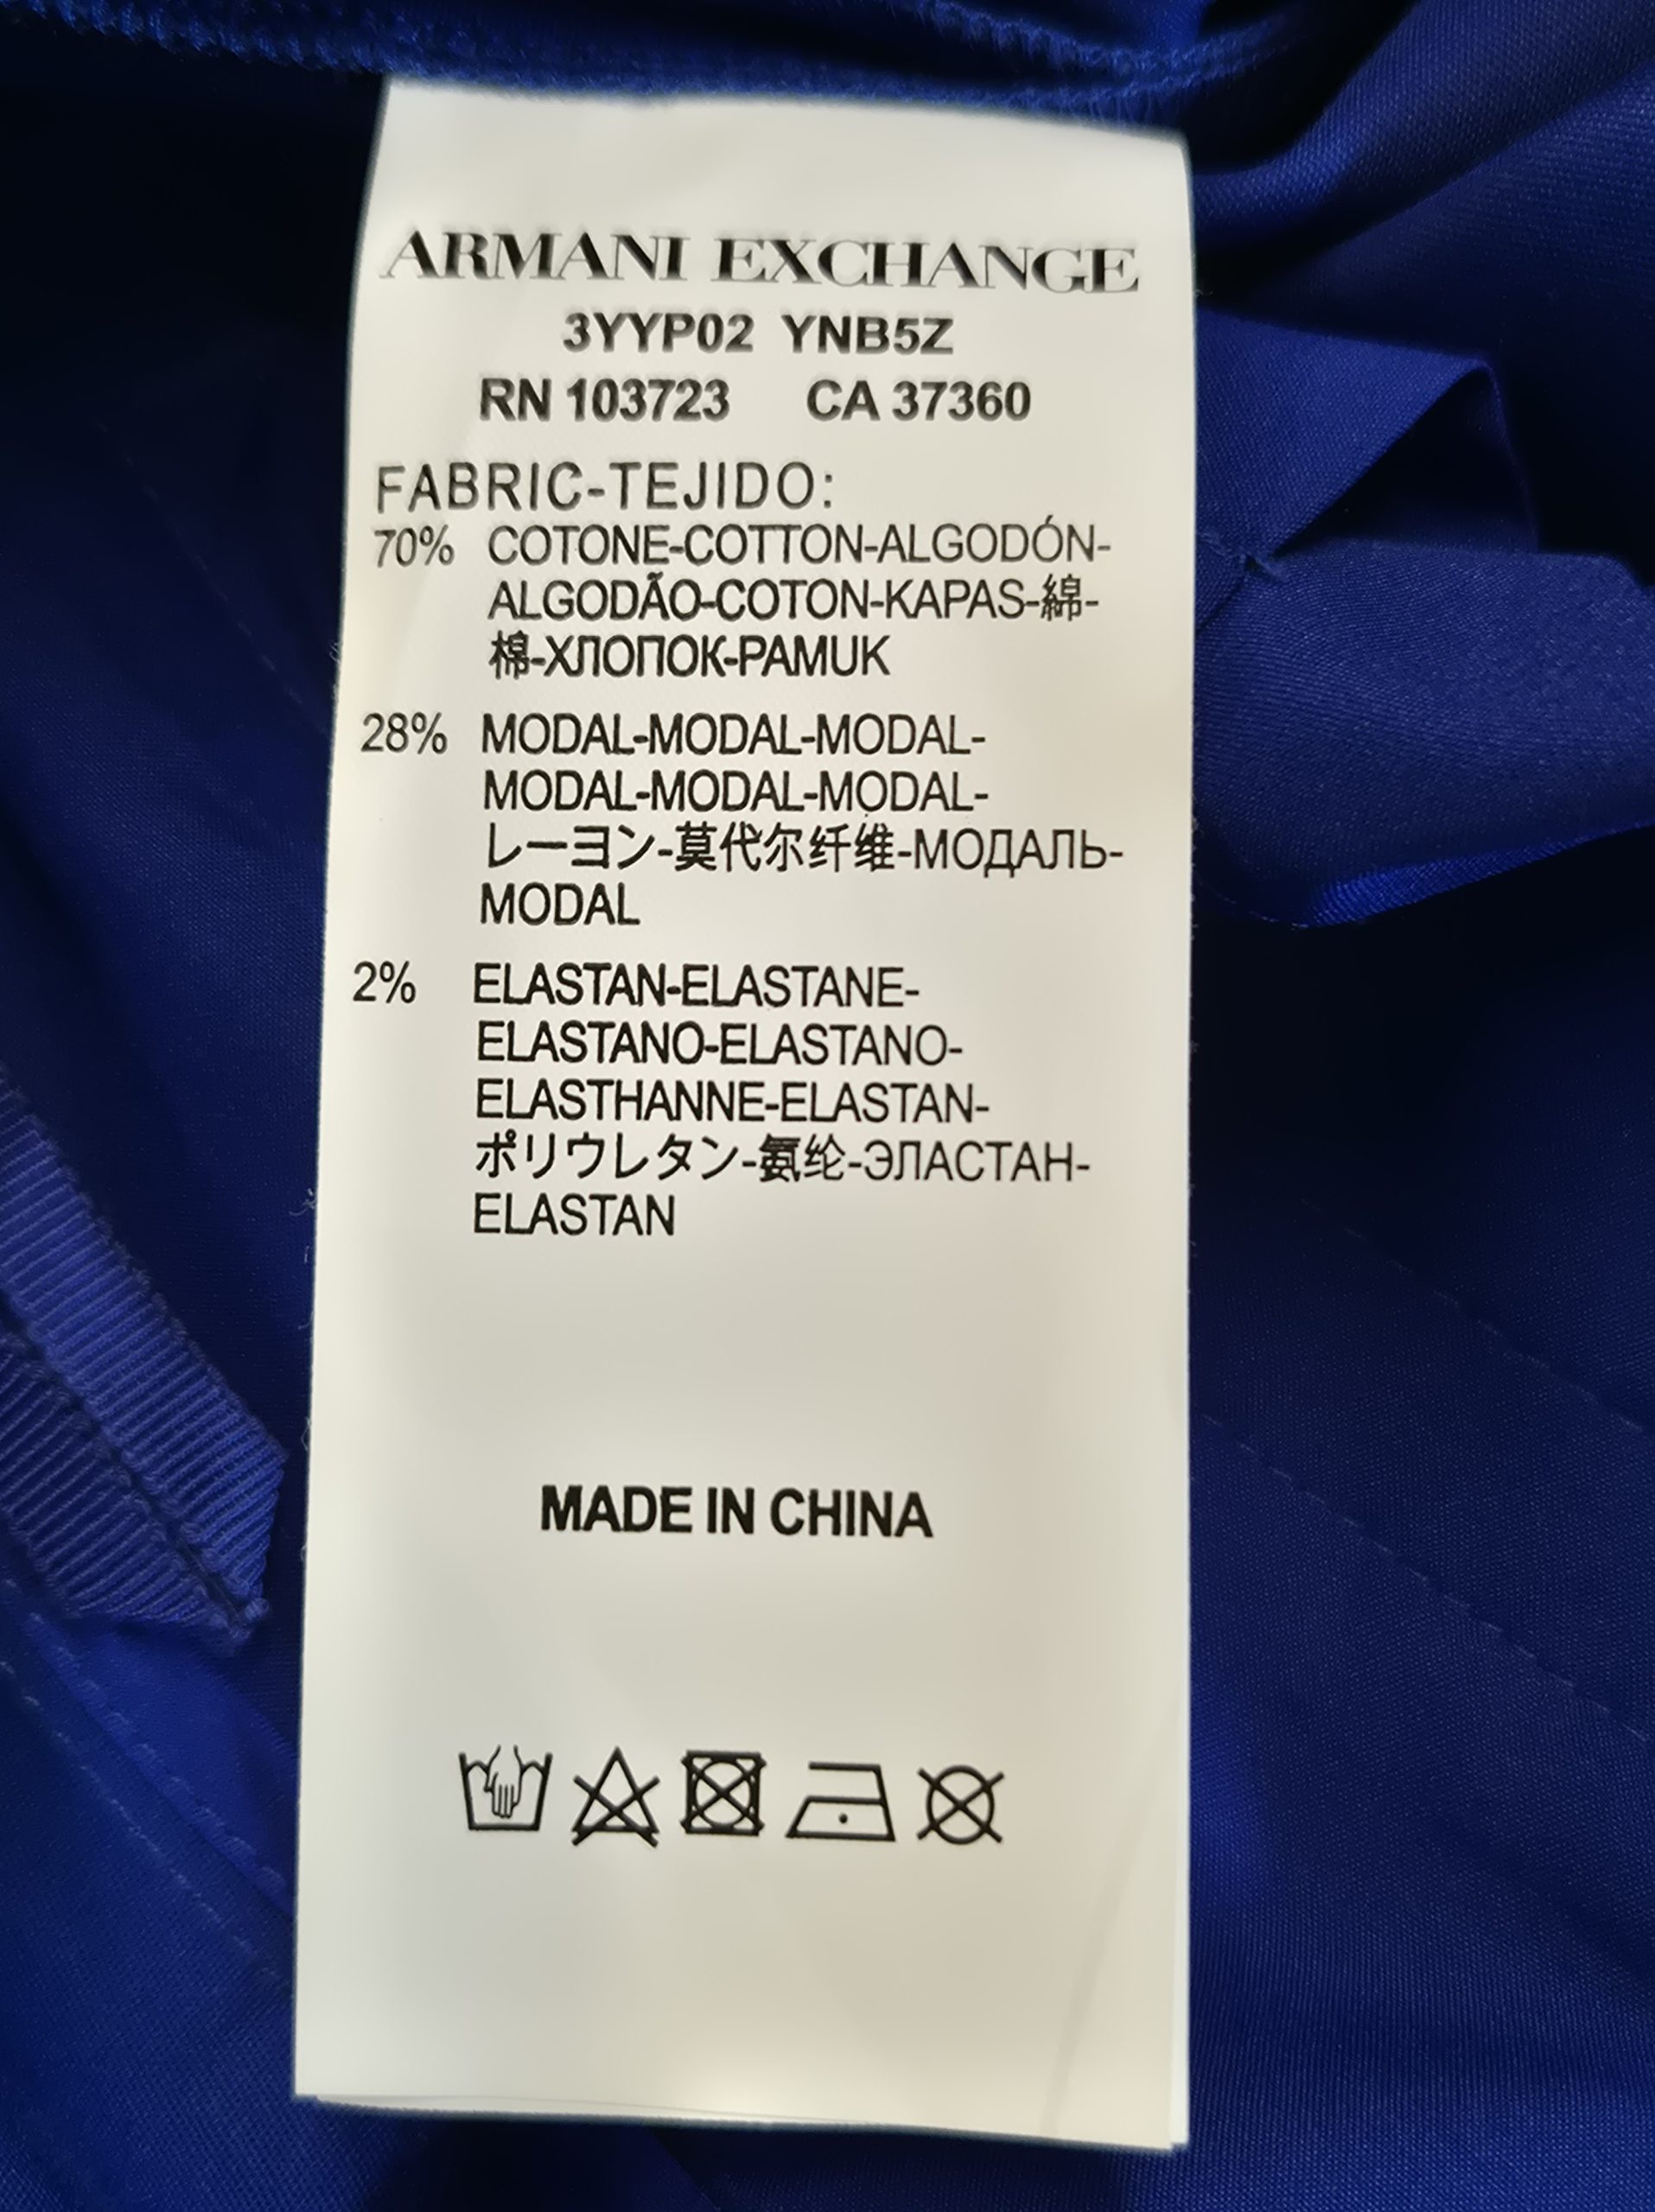 ARMANI EXCHANGE
3YYP02 YNB5Z
RN 103723 CA 37360
FABRIC-TEJIDO:
70% COTONE-COTTON-ALGODÓN-
ALGODÃO-COTON-KAPAS-綿-
棉-ХЛОПОК-PAMUK
28% MODAL-MODAL-MODAL-
MODAL-MODAL-MODAL-
レーヨン-莫代尔纤维-МОДАЛЬ-
MODAL
2% ELASTAN-ELASTANE-
ELASTANO-ELASTANO-
ELASTHANNE-ELASTAN-
ポリウレタン-氨纶-ЭЛАСТАН-
ELASTAN
MADE IN CHINA